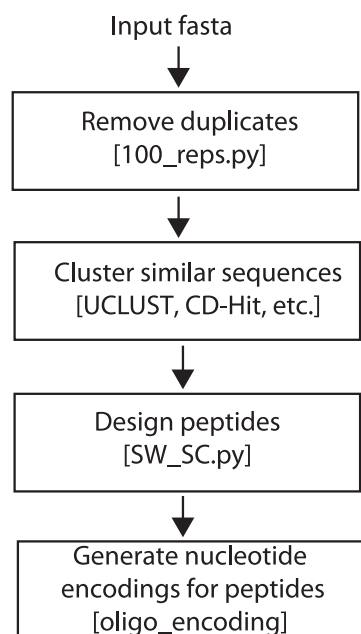 Input fasta
Remove duplicates
[100_reps.py]
Cluster similar sequences
[UCLUST, CD-Hit, etc.]
Design peptides
[SW_SC.py]
Generate nucleotide
encodings for peptides
[oligo_encoding]